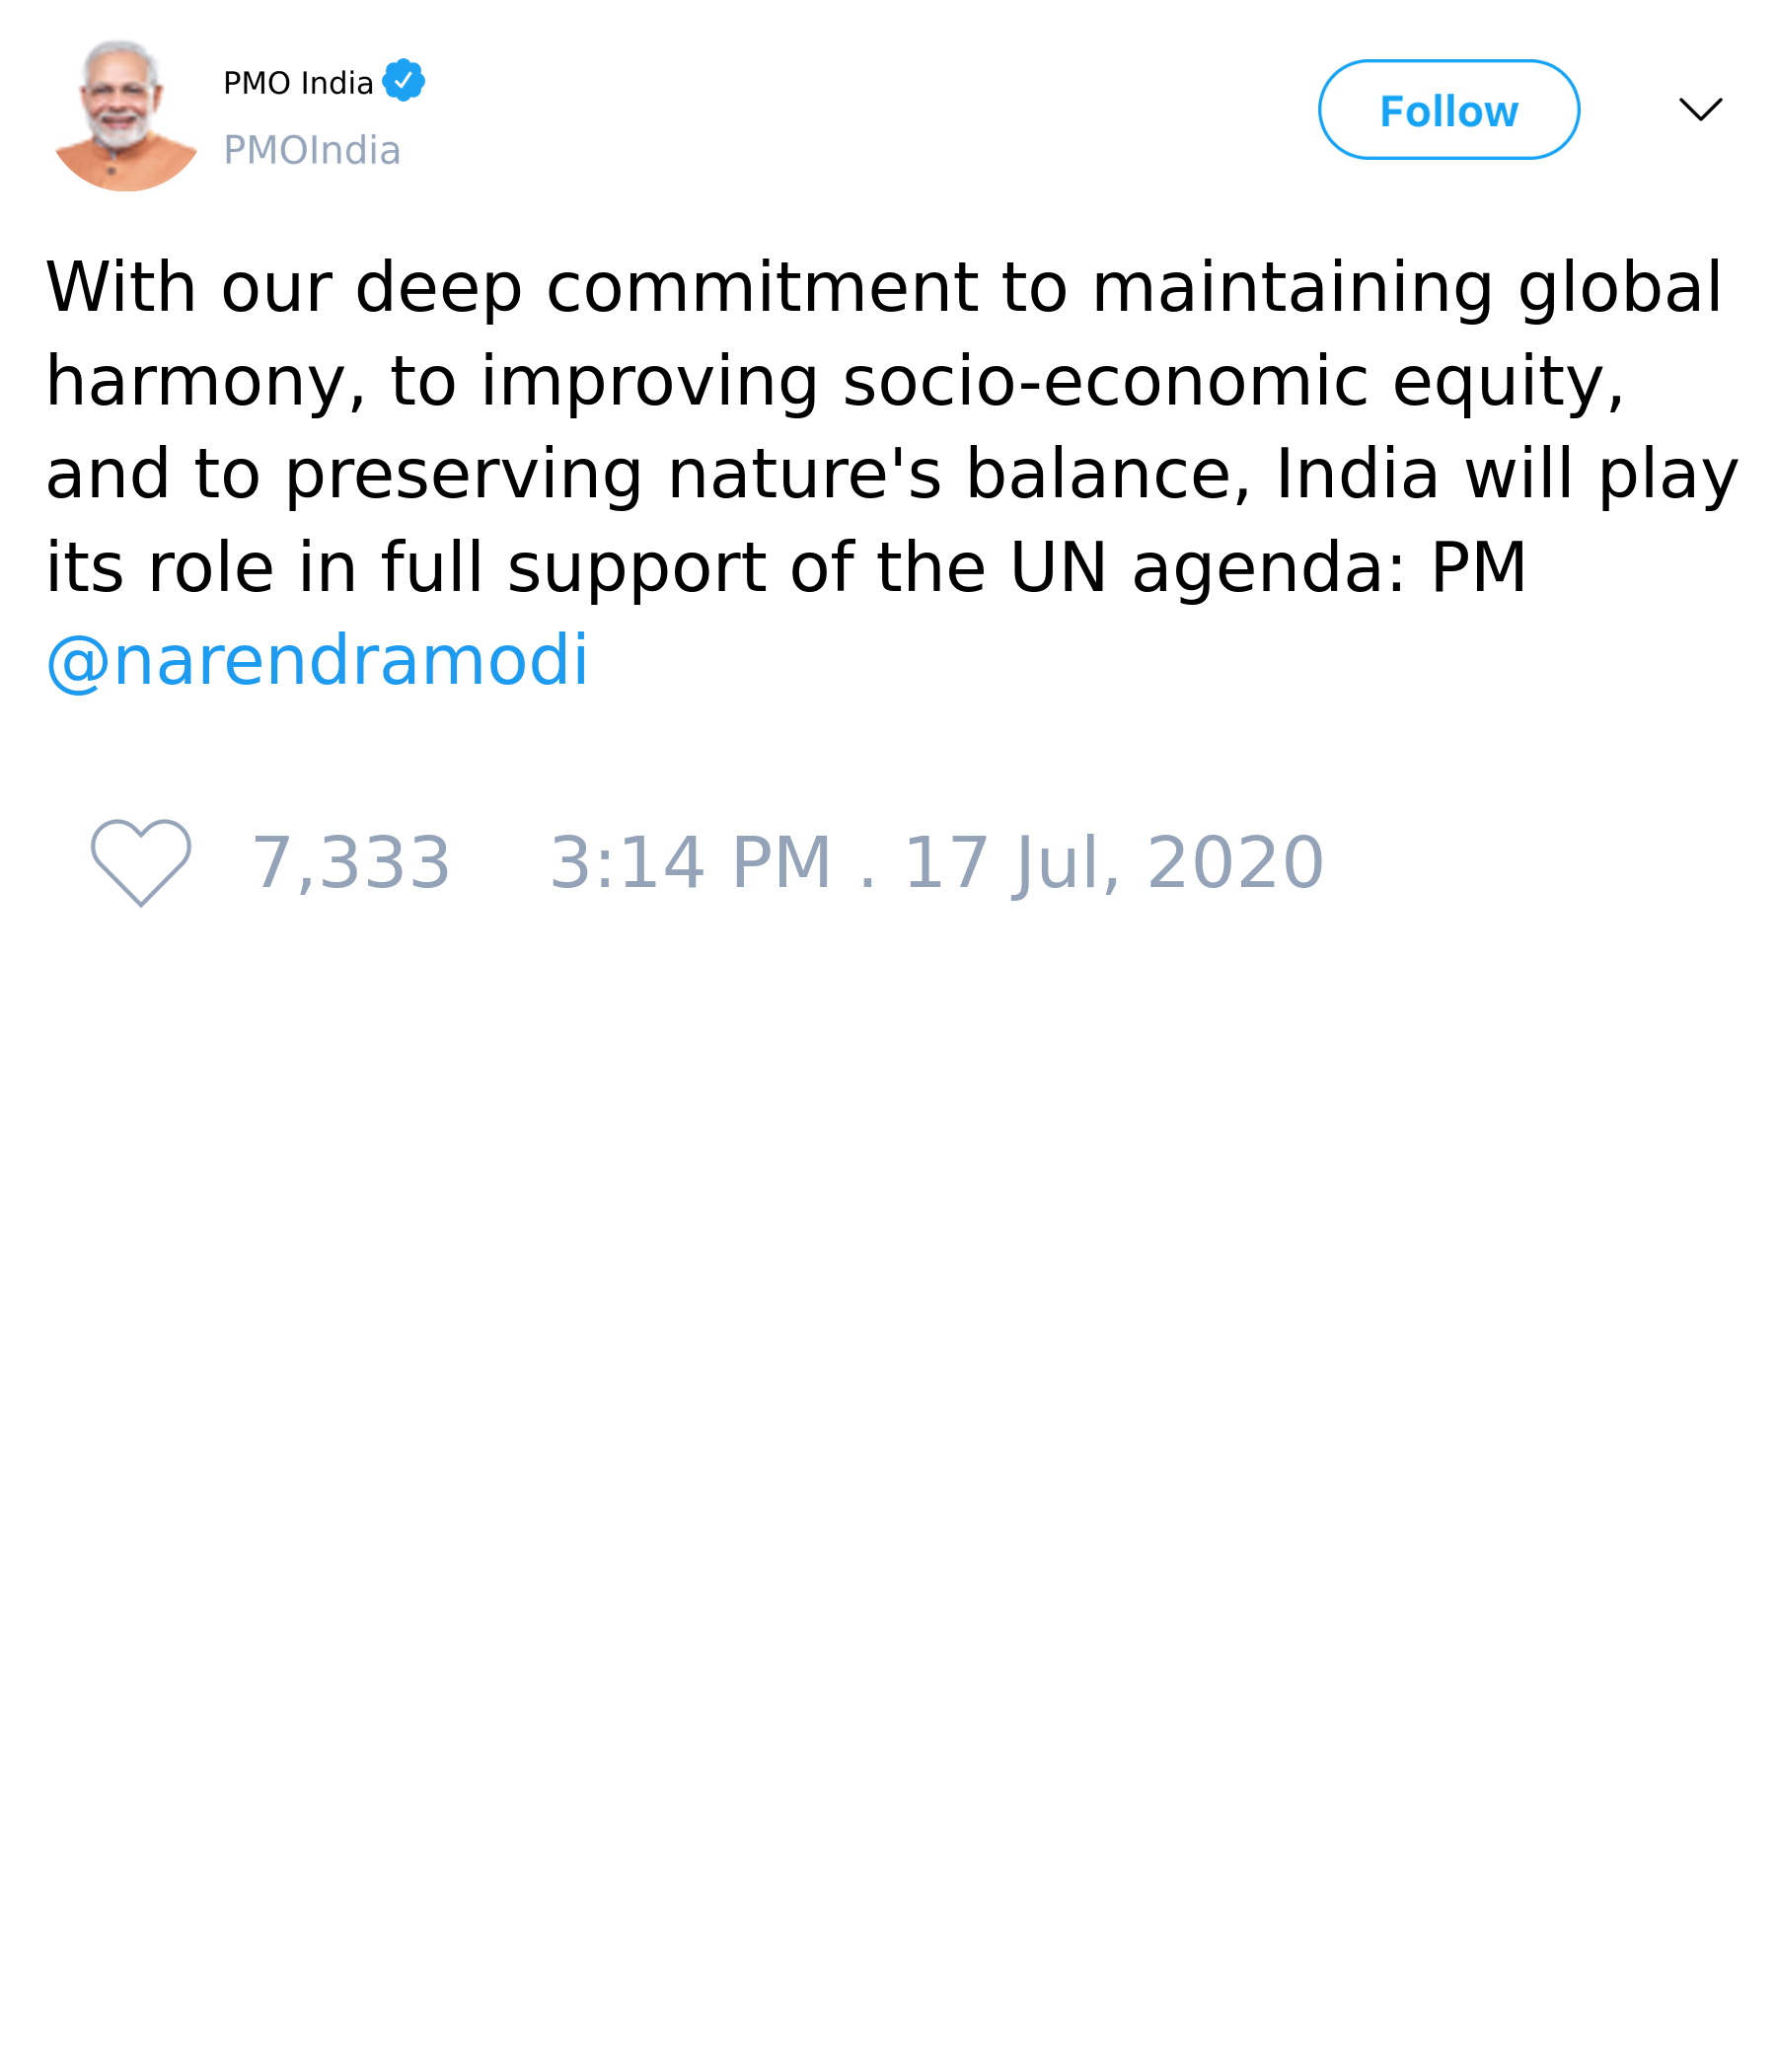 PMO India
PMOIndia
Follow
With our deep commitment to maintaining global
harmony, to improving socio-economic equity,
and to preserving nature's balance, India will play
its role in full support of the UN agenda: PM
@narendramodi
7,333 3:14 PM . 17 Jul, 2020